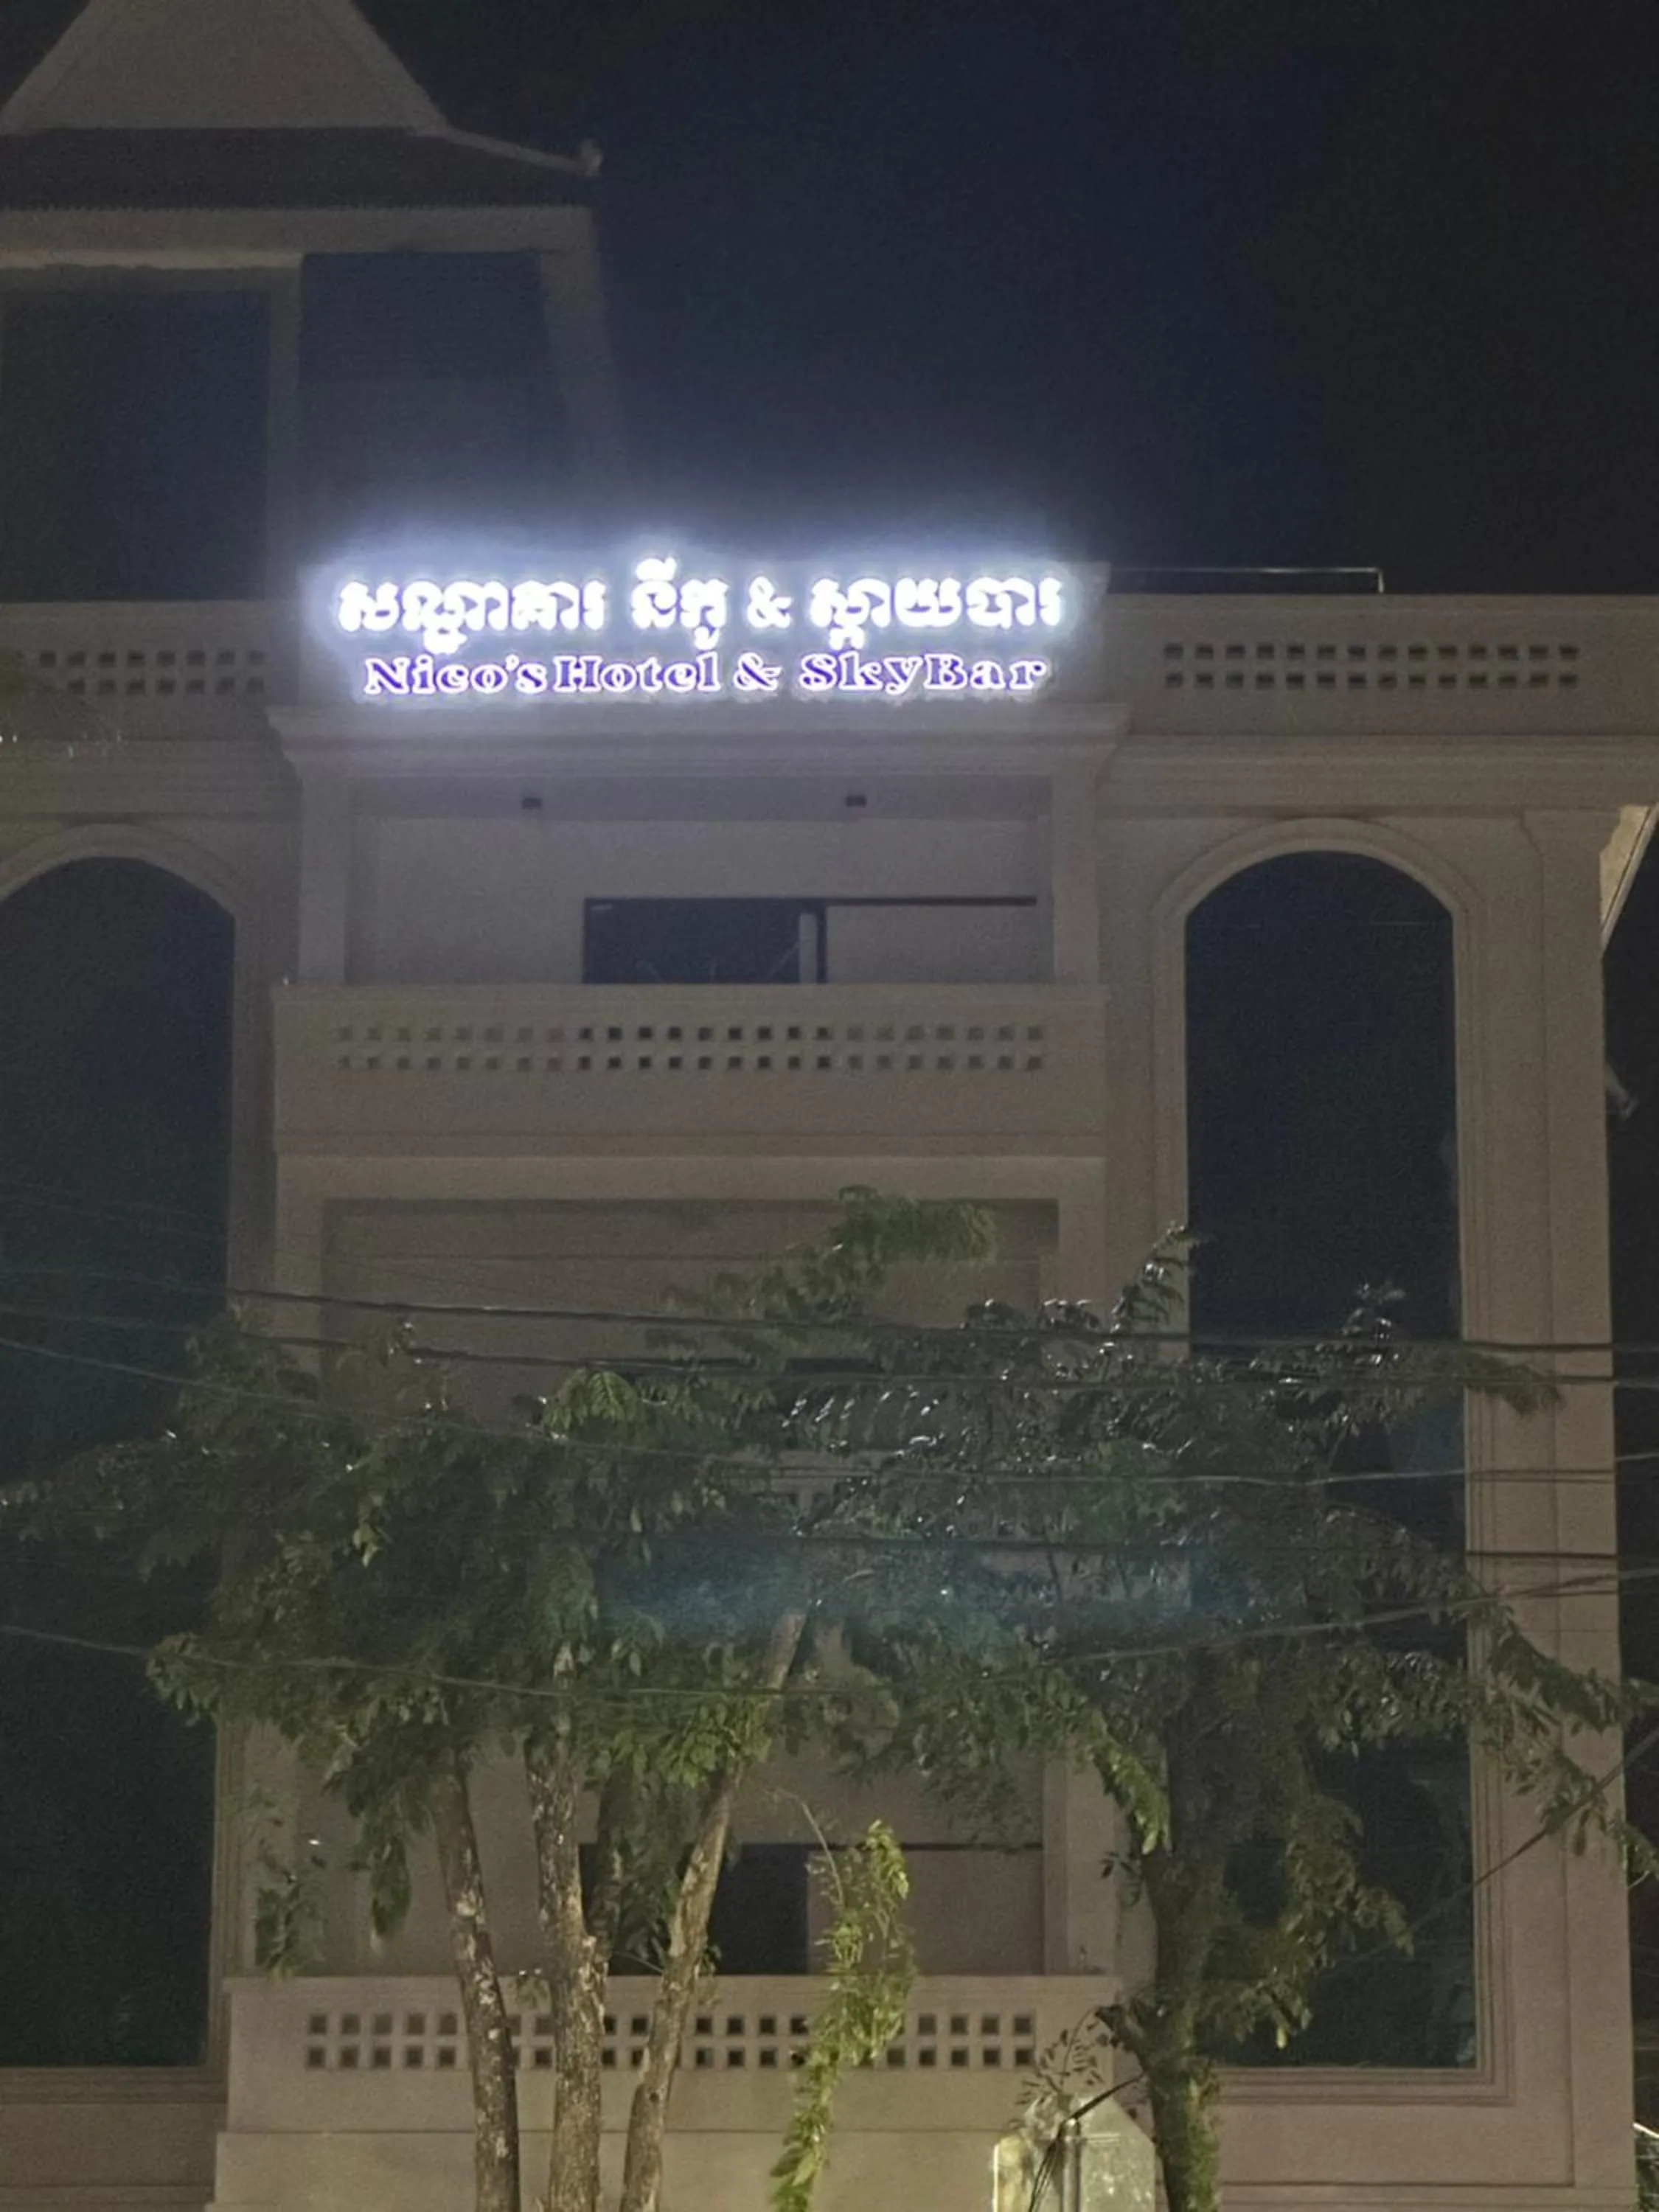 សណ្ឋាគារ នីកូ & ស្កាយបារ
Nico's Hotel & SkyBar